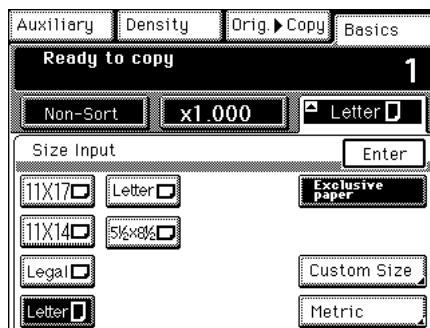 Auxiliary Density Orig.▶Copy Basics
Ready to copy
1
Non-Sort x1.000 Letter
Size Input Enter
11X17 Letter Exclusive paper
11X14 5½x8½
Legal Custom Size
Letter Metric